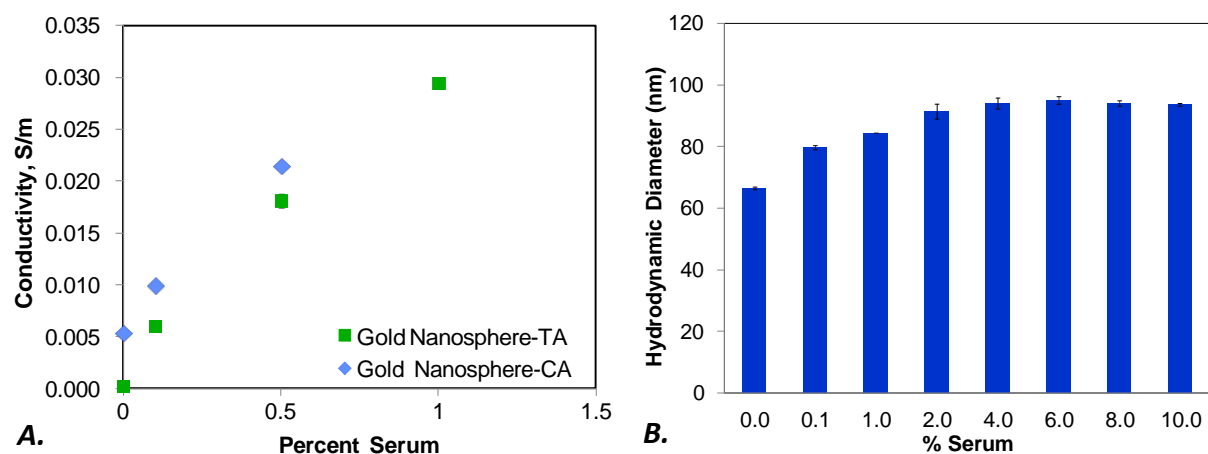 0.035
0.030
0.025
0.020
0.015
0.010
0.005
0.000
Conductivity, S/m
Gold Nanosphere-TA
Gold Nanosphere-CA
0 0.5 1 1.5
Percent Serum
A.
120
100
80
60
40
20
0
Hydrodynamic Diameter (nm)
0.0 0.1 1.0 2.0 4.0 6.0 8.0 10.0
% Serum
B.